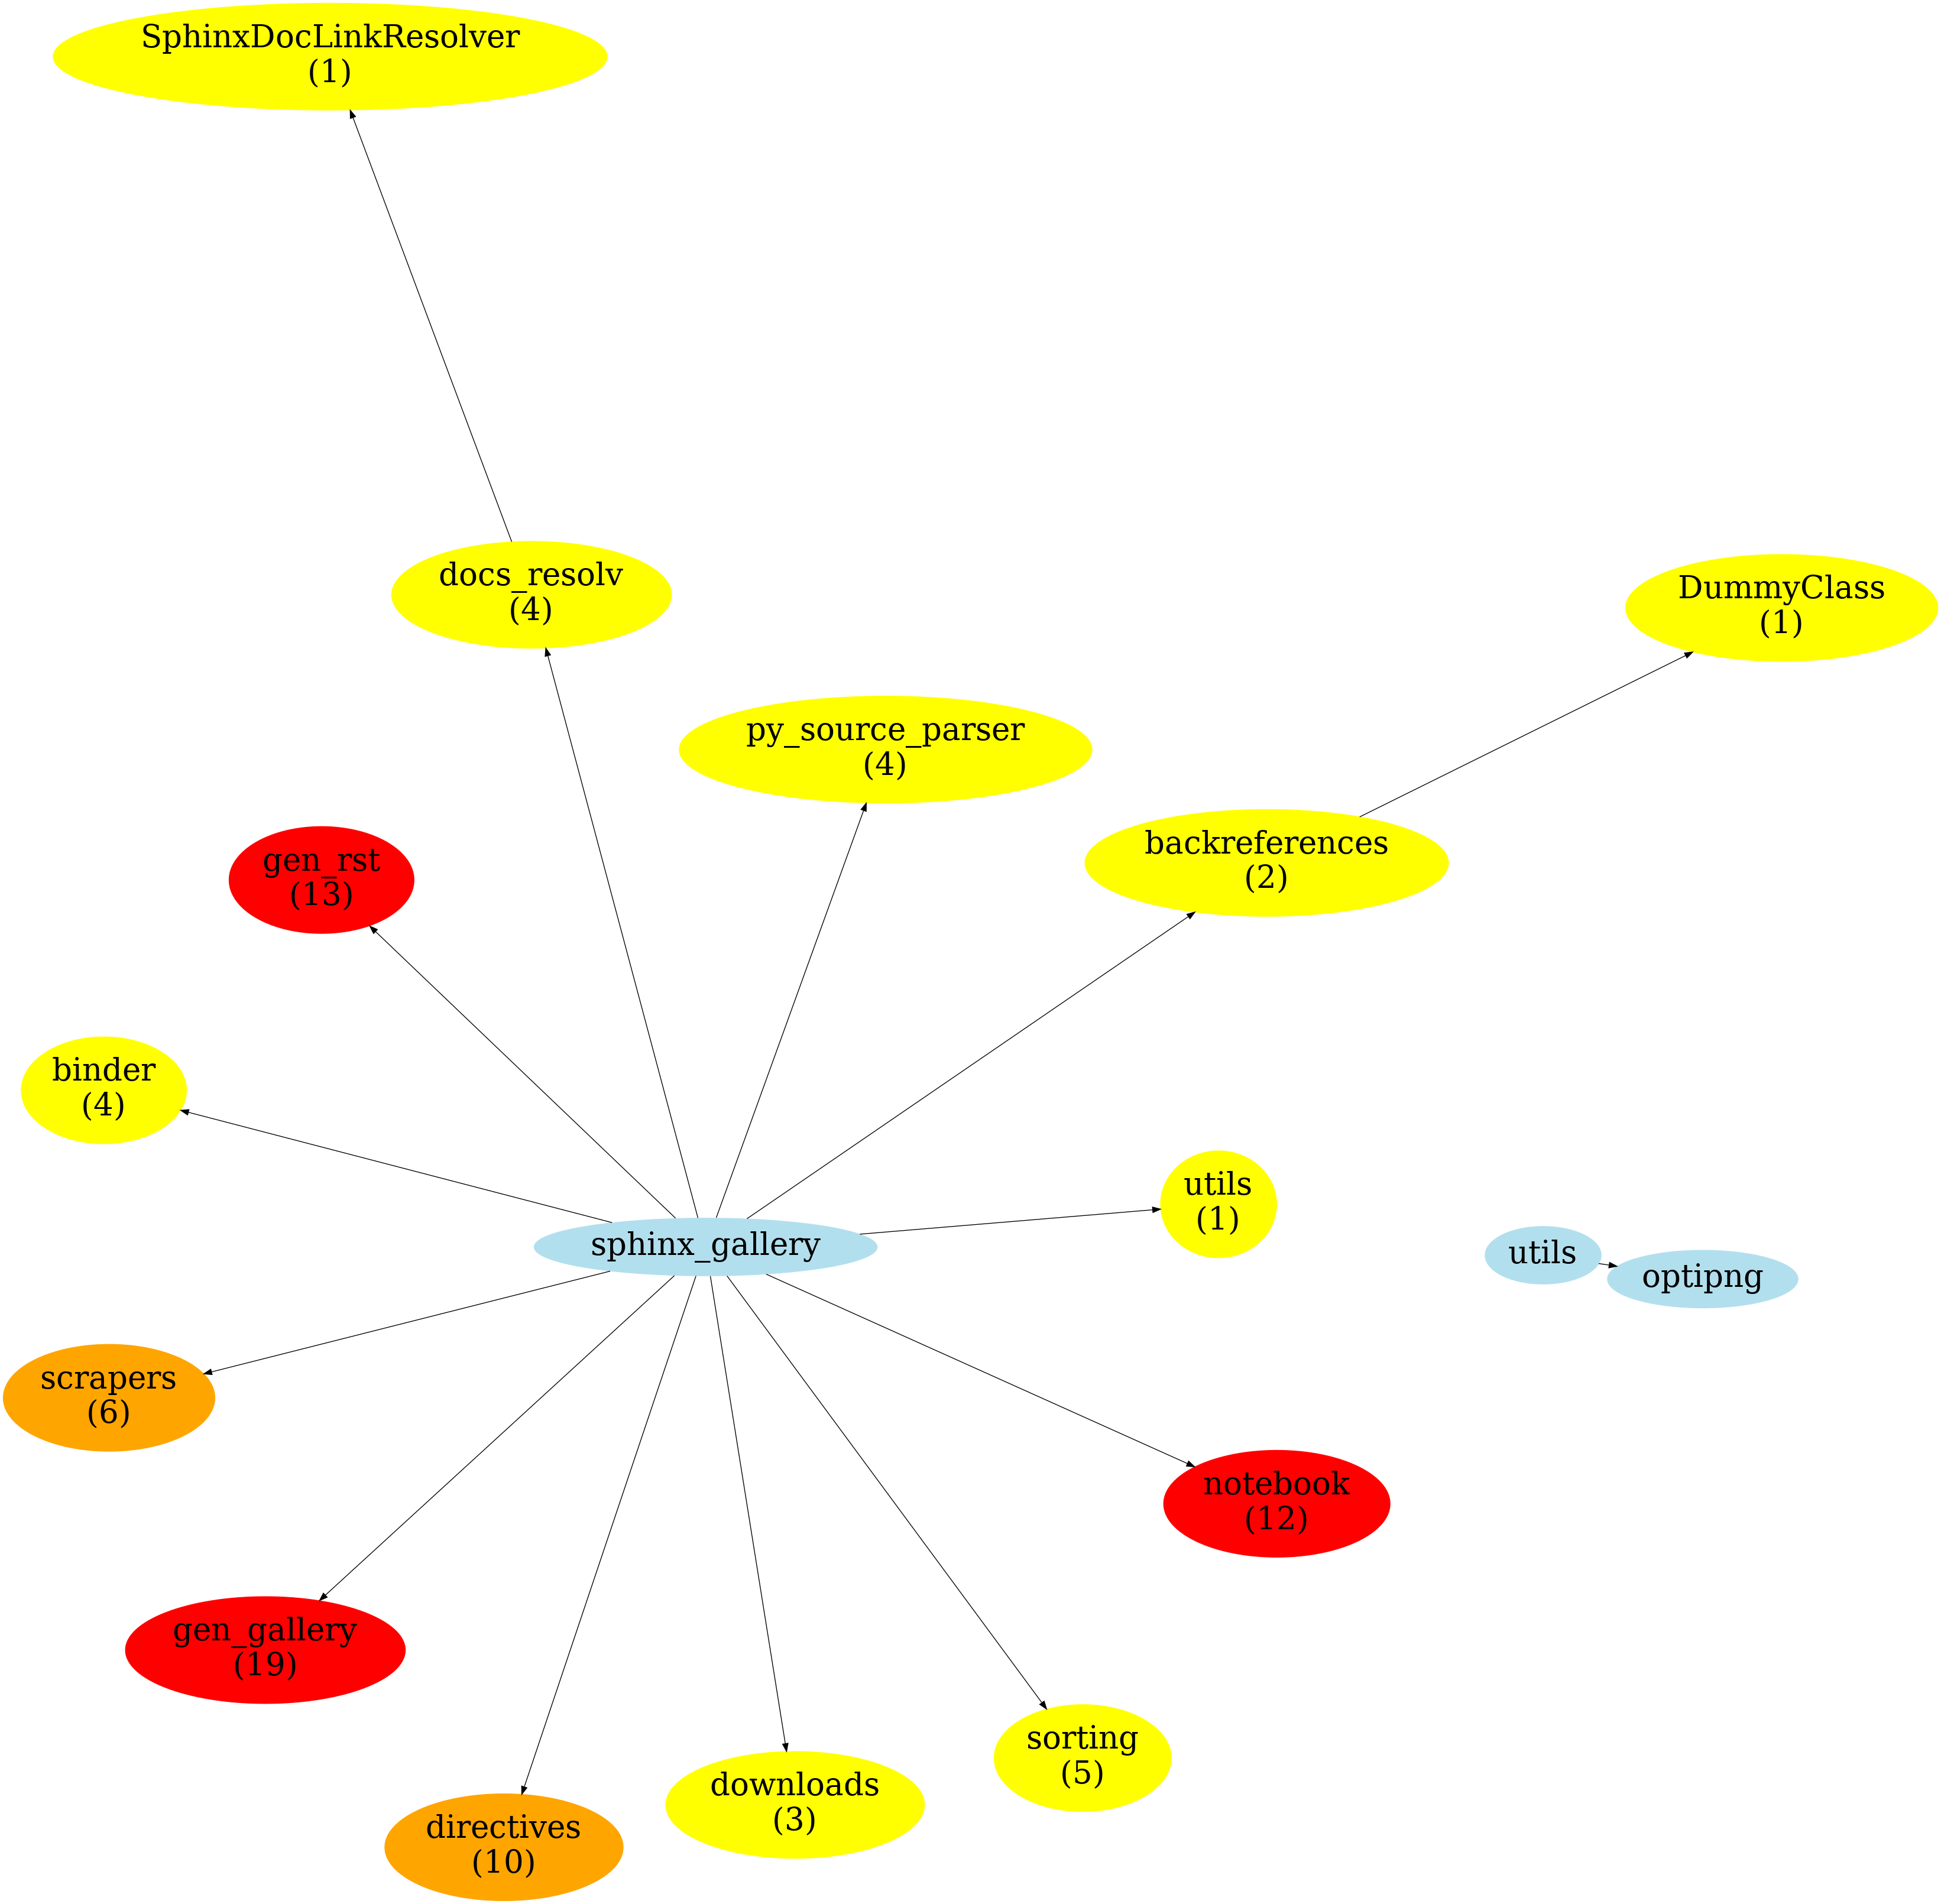 SphinxDocLinkResolver
(1)
docs_resolv
(4)
DummyClass
(1)
py_source_parser
(4)
backreferences
(2)
gen_rst
(13)
binder
(4)
utils
(1)
sphinx_gallery
utils
optipng
scrapers
(6)
notebook
(12)
gen_gallery
(19)
sorting
(5)
downloads
(3)
directives
(10)